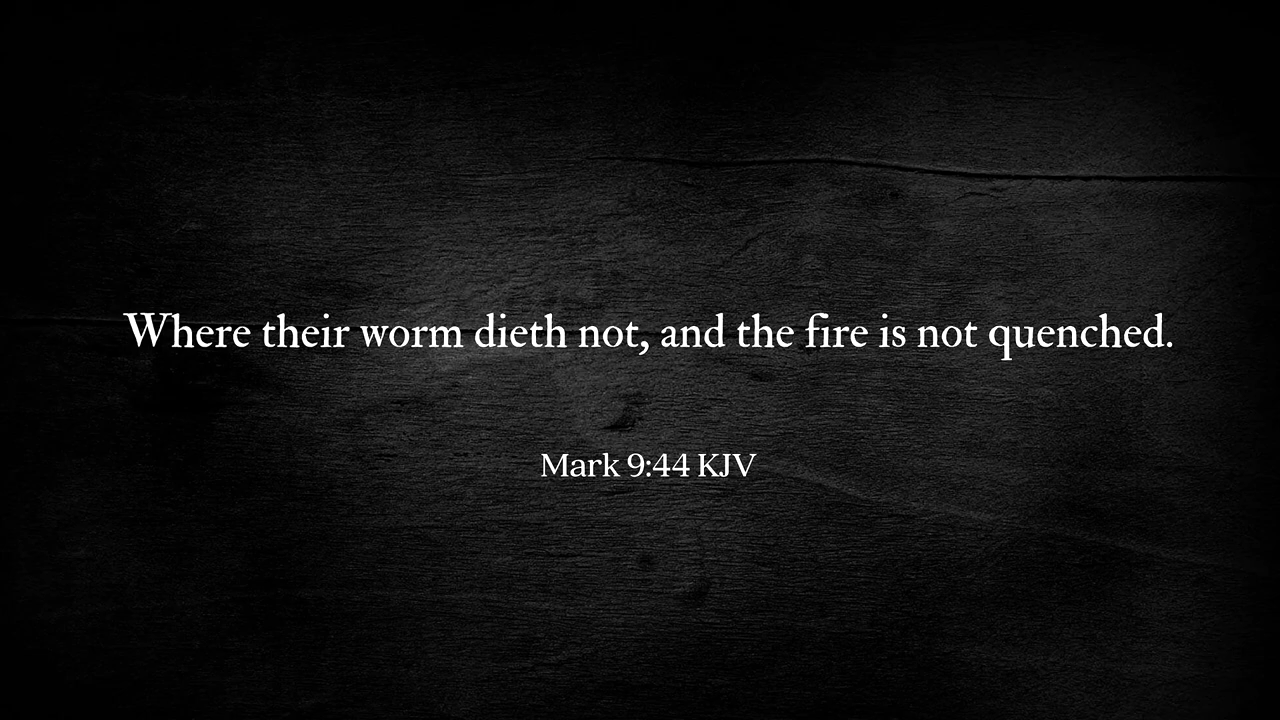 Where their worm dieth not, and the fire is not quenched.
Mark 9:44 KJV